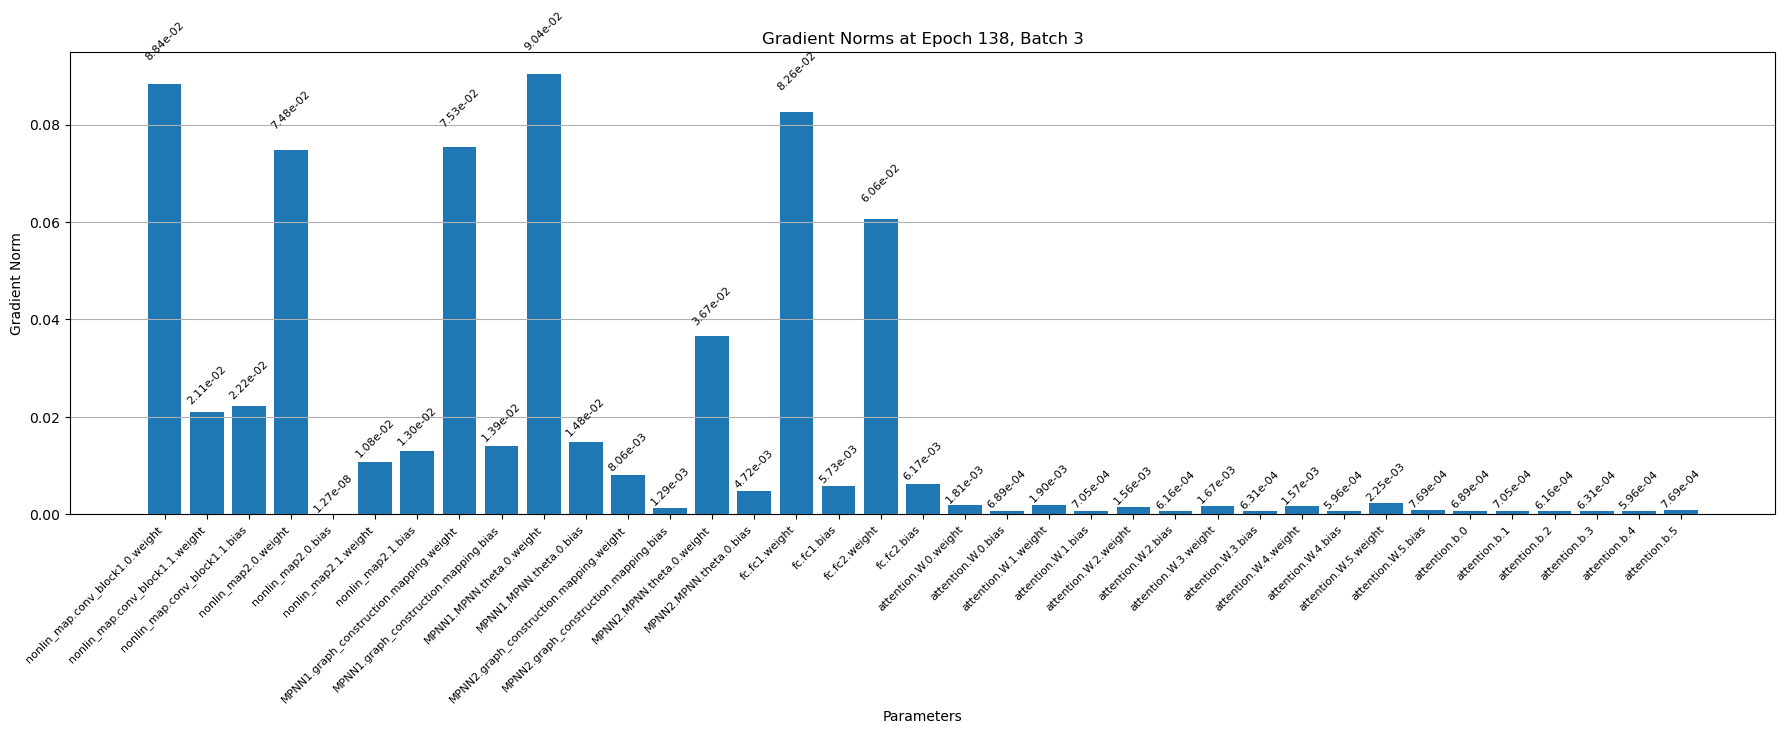 Gradient Norms at Epoch 138, Batch 3
Gradient Norm
0.08
0.06
0.04
0.02
0.00
8.84e-02
2.11e-02
2.22e-02
7.48e-02
1.27e-08
1.08e-02
1.30e-02
7.53e-02
1.39e-02
9.04e-02
1.48e-02
8.06e-03
1.29e-03
3.67e-02
4.72e-03
8.26e-02
5.73e-03
6.06e-02
6.17e-03
1.81e-03
6.89e-04
1.90e-03
7.05e-04
1.56e-03
6.16e-04
1.67e-03
6.31e-04
1.57e-03
5.96e-04
2.25e-03
7.69e-04
6.89e-04
7.05e-04
6.16e-04
6.31e-04
5.96e-04
7.69e-04
nonlin_map.conv_block1.0.weight
nonlin_map.conv_block1.1.weight
nonlin_map.conv_block1.1.bias
nonlin_map2.0.weight
nonlin_map2.0.bias
nonlin_map2.1.weight
nonlin_map2.1.bias
MPNN1.graph_construction.mapping.weight
MPNN1.graph_construction.mapping.bias
MPNN1.MPNN.theta.0.weight
MPNN1.MPNN.theta.0.bias
MPNN2.graph_construction.mapping.weight
MPNN2.graph_construction.mapping.bias
MPNN2.MPNN.theta.0.weight
MPNN2.MPNN.theta.0.bias
fc.fc1.weight
fc.fc1.bias
fc.fc2.weight
fc.fc2.bias
attention.W.0.weight
attention.W.0.bias
attention.W.1.weight
attention.W.1.bias
attention.W.2.weight
attention.W.2.bias
attention.W.3.weight
attention.W.3.bias
attention.W.4.weight
attention.W.4.bias
attention.W.5.weight
attention.W.5.bias
attention.b.0
attention.b.1
attention.b.2
attention.b.3
attention.b.4
attention.b.5
Parameters